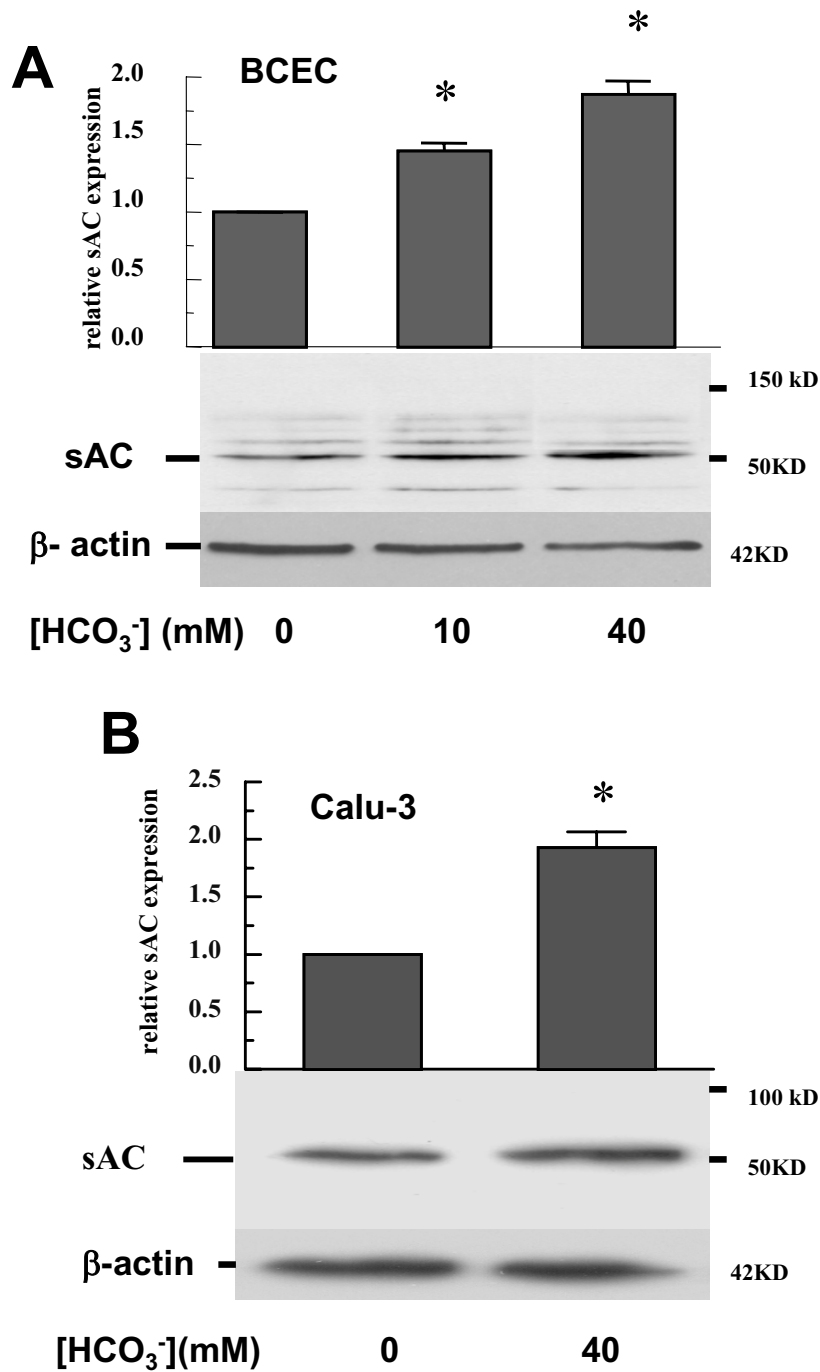 A
BCEC
*
*
relative sAC expression
2.0
1.5
1.0
0.5
0.0
150 kD
sAC
50KD
β- actin
42KD
[HCO₃⁻] (mM) 0 10 40
B
Calu-3
*
relative sAC expression
2.5
2.0
1.5
1.0
0.5
0.0
100 kD
sAC
50KD
β-actin
42KD
[HCO₃⁻](mM) 0 40